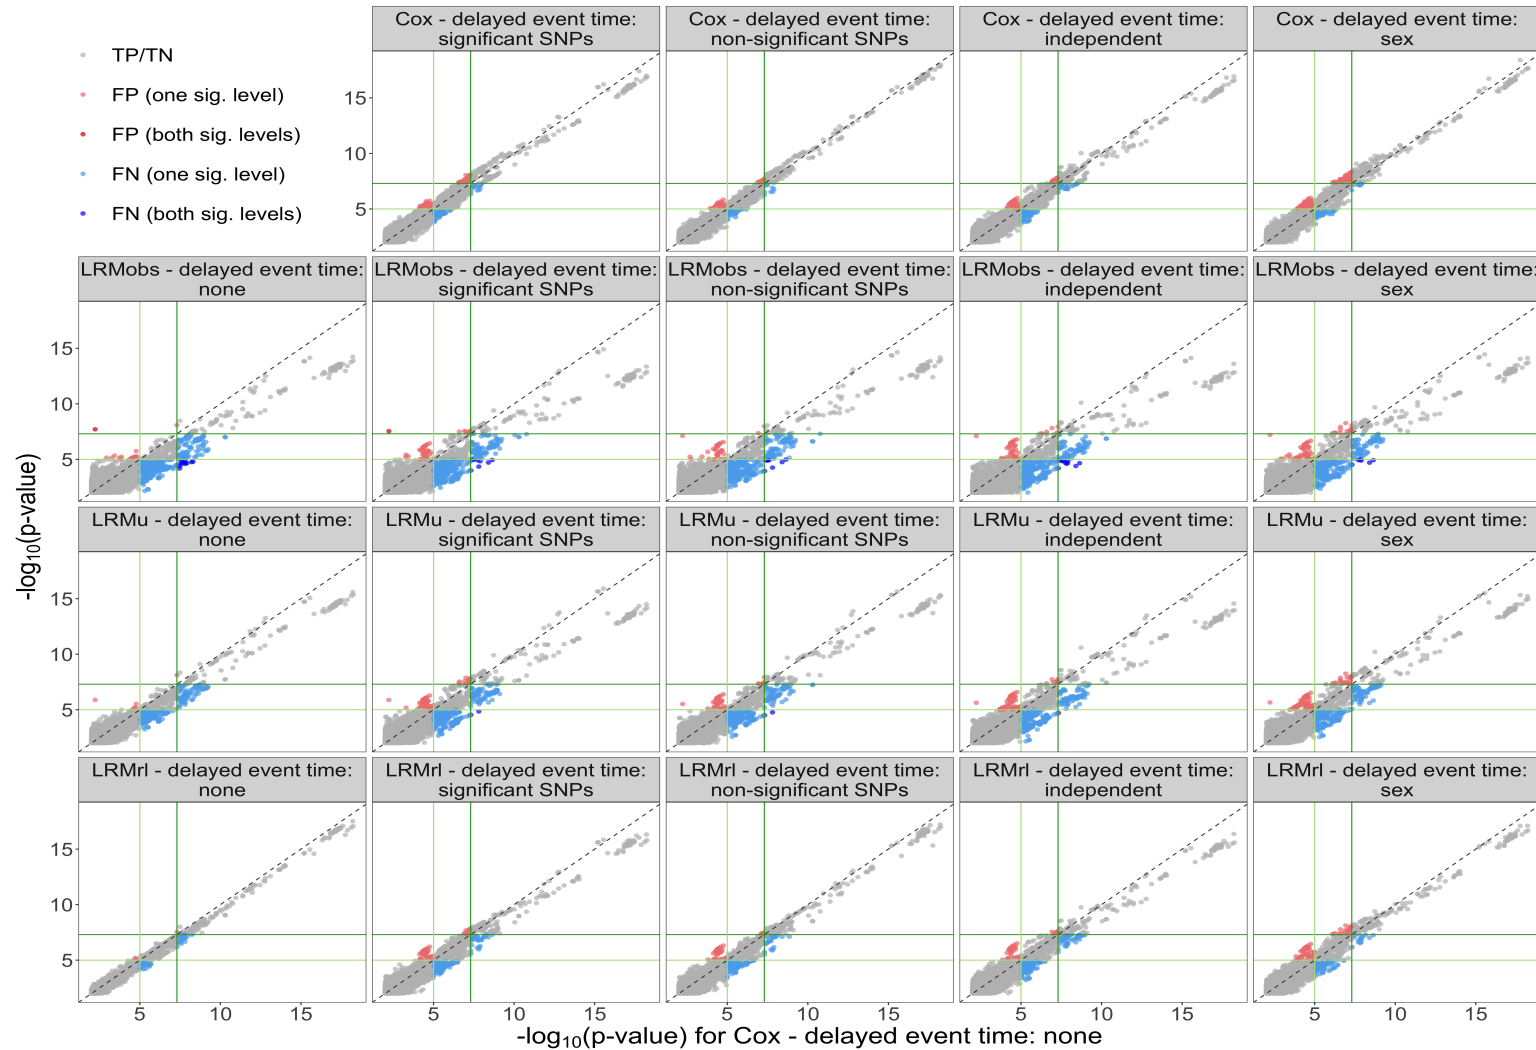 TP/TN
FP (one sig. level)
FP (both sig. levels)
FN (one sig. level)
FN (both sig. levels)
Cox - delayed event time:
significant SNPs
Cox - delayed event time:
non-significant SNPs
Cox - delayed event time:
independent
Cox - delayed event time:
sex
15
10
5
LRMobs - delayed event time:
none
LRMobs - delayed event time:
significant SNPs
LRMobs - delayed event time:
non-significant SNPs
LRMobs - delayed event time:
independent
LRMobs - delayed event time:
sex
15
10
5
LRMu - delayed event time:
none
LRMu - delayed event time:
significant SNPs
LRMu - delayed event time:
non-significant SNPs
LRMu - delayed event time:
independent
LRMu - delayed event time:
sex
15
10
5
LRMrl - delayed event time:
none
LRMrl - delayed event time:
significant SNPs
LRMrl - delayed event time:
non-significant SNPs
LRMrl - delayed event time:
independent
LRMrl - delayed event time:
sex
15
10
5
5 10 15 5 10 15 5 10 15 5 10 15 5 10 15
-log₁₀(p-value)
-log₁₀(p-value) for Cox - delayed event time: none